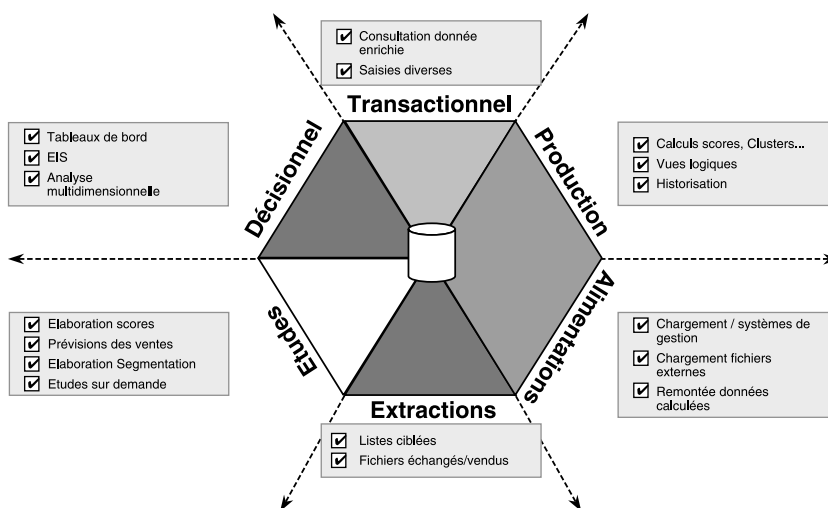 Consultation donnée
enrichie
Saisies diverses
Transactionnel
Décisionnel
Tableaux de bord
EIS
Analyse
multidimensionnelle
Production
Calculs scores, Clusters...
Vues logiques
Historisation
Etudes
Elaboration scores
Prévisions des ventes
Elaboration Segmentation
Etudes sur demande
Alimentations
Chargement / systèmes de
gestion
Chargement fichiers
externes
Remontée données
calculées
Extractions
Listes ciblées
Fichiers échangés/vendus